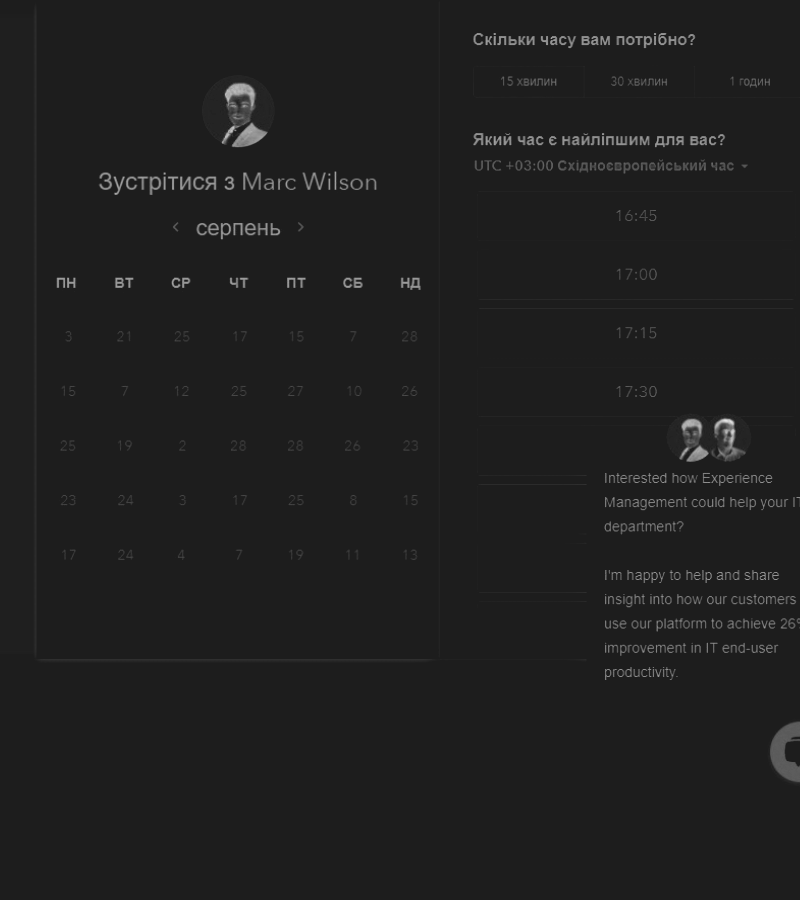 Зустрітися з Marc Wilson
серпень
ПН ВТ СР ЧТ ПТ СБ НД
3 21 25 17 15 7 28
15 7 12 25 27 10 26
25 19 2 28 28 26 23
23 24 3 17 25 8 15
17 24 4 7 19 11 13
Скільки часу вам потрібно?
15 хвилин 30 хвилин 1 годин
Який час є найліпшим для вас?
UTC +03:00 Східноєвропейський час
16:45
17:00
17:15
17:30
Interested how Experience
Management could help your IT
department?
I'm happy to help and share
insight into how our customers
use our platform to achieve 26%
improvement in IT end-user
productivity.